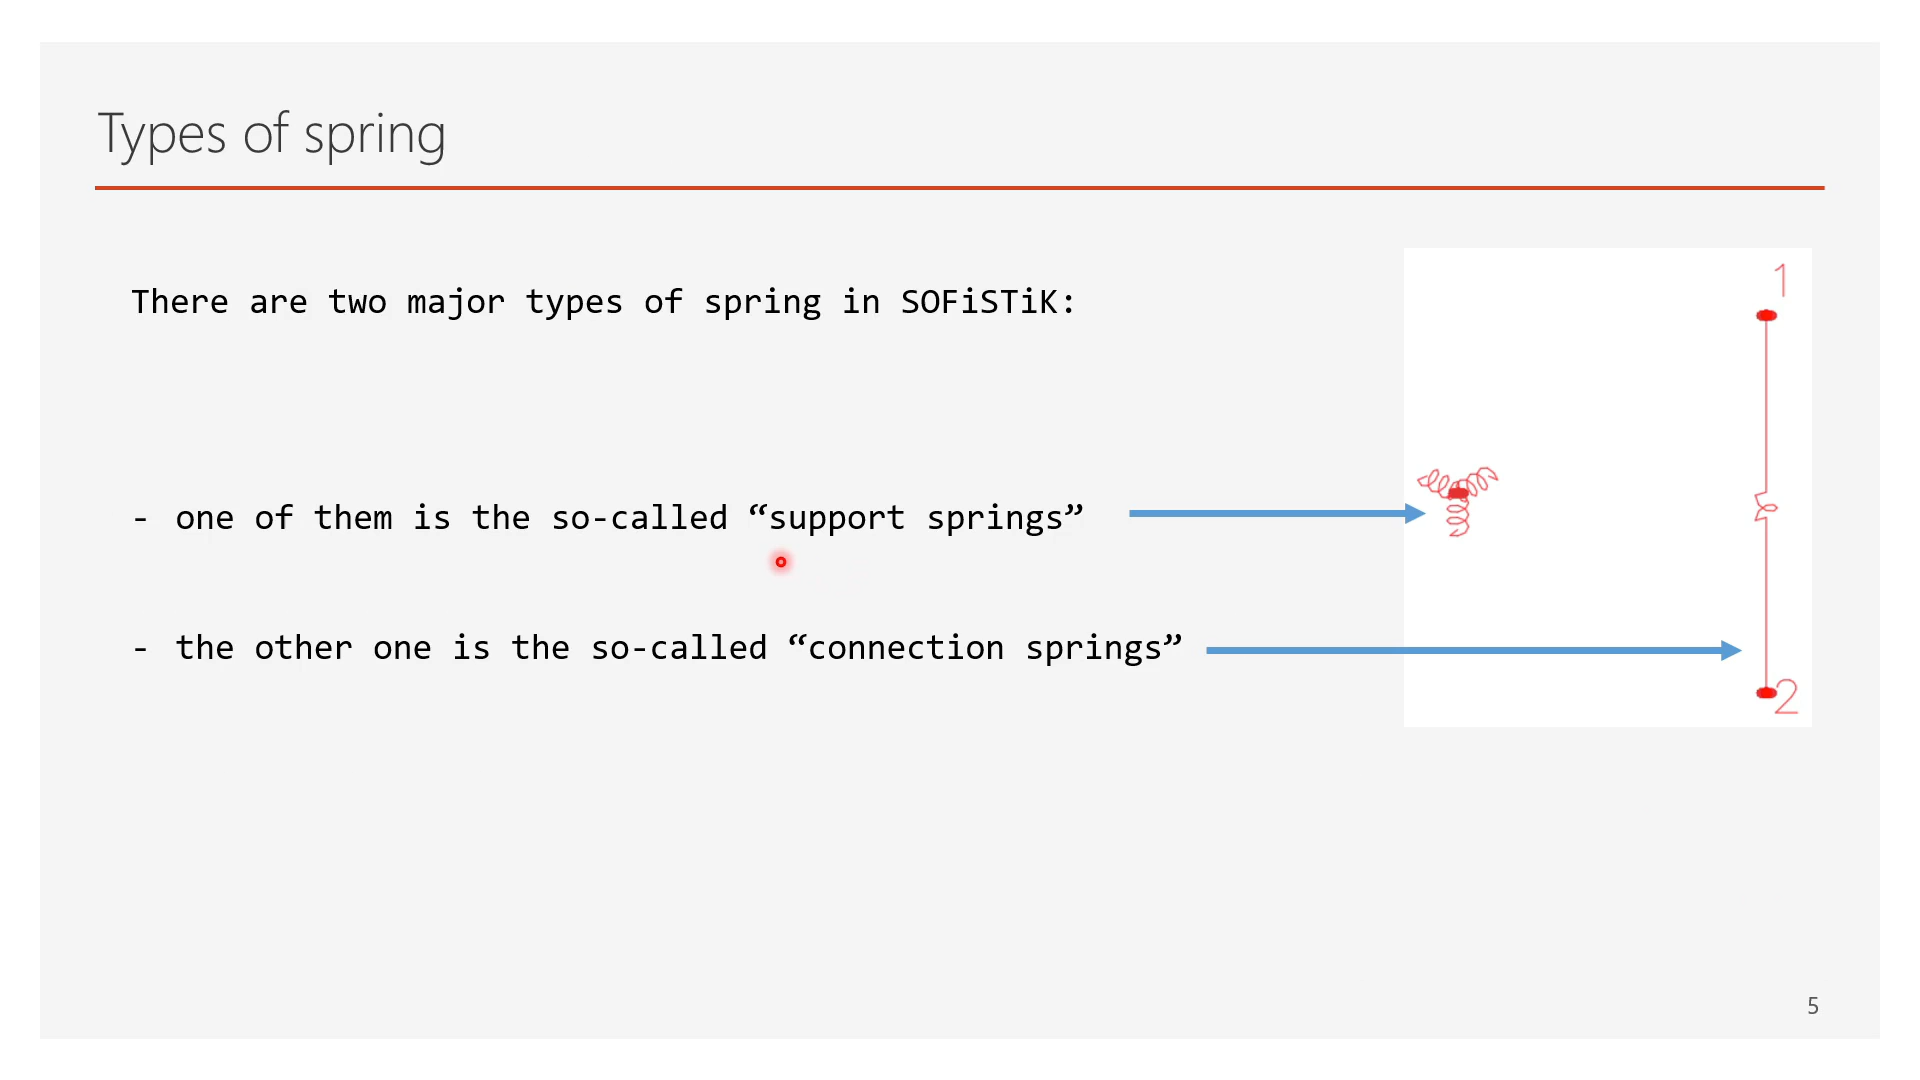 Types of spring
There are two major types of spring in SOFiSTiK:
1
- one of them is the so-called “support springs”
- the other one is the so-called “connection springs”
2
5